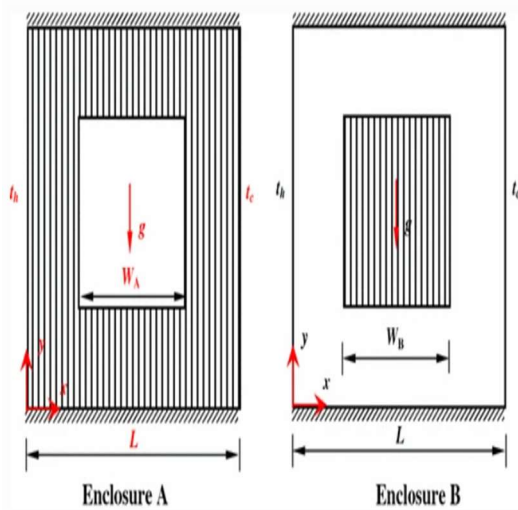 t_h
t_c
g
W_A
y
x
L
Enclosure A
t_h
t_c
g
W_B
y
x
L
Enclosure B